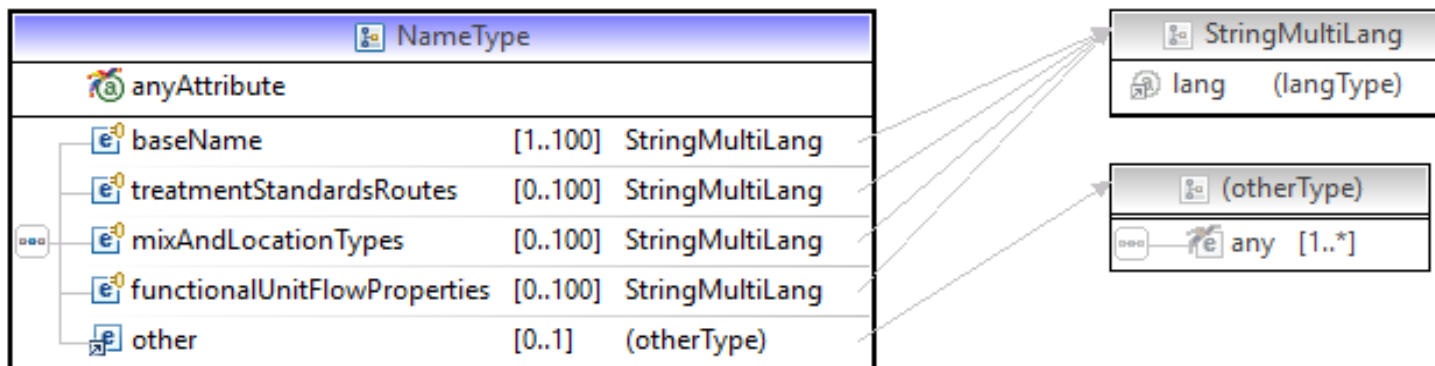 NameType
anyAttribute
baseName [1..100] StringMultiLang
treatmentStandardsRoutes [0..100] StringMultiLang
mixAndLocationTypes [0..100] StringMultiLang
functionalUnitFlowProperties [0..100] StringMultiLang
other [0..1] (otherType)
StringMultiLang
lang (langType)
(otherType)
any [1..*]